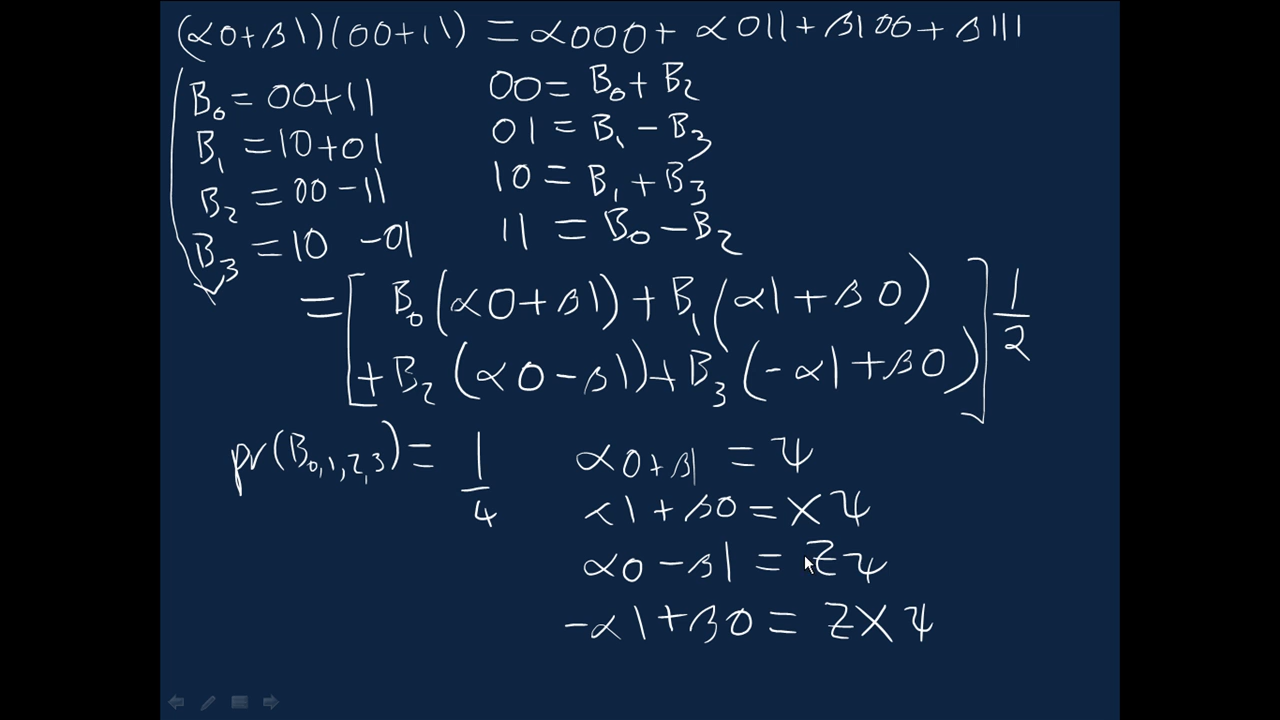 (α0+β1)(00+11) = α000+ α011+β100+β111
B₀ = 00+11 00 = B₀+B₂
B₁ = 10+01 01 = B₁ - B₃
B₂ = 00 - 11 10 = B₁ + B₃
B₃ = 10 - 01 11 = B₀ - B₂
= [ B₀(α0+β1) + B₁(α1+β0)
+ B₂(α0-β1)+B₃(-α1+β0) ] 1/2
pr(B₀,₁,₂,₃) = 1/4 α0+β1 = Ψ
α1+β0 = XΨ
α0 - β1 = ZΨ
-α1+β0 = ZXΨ